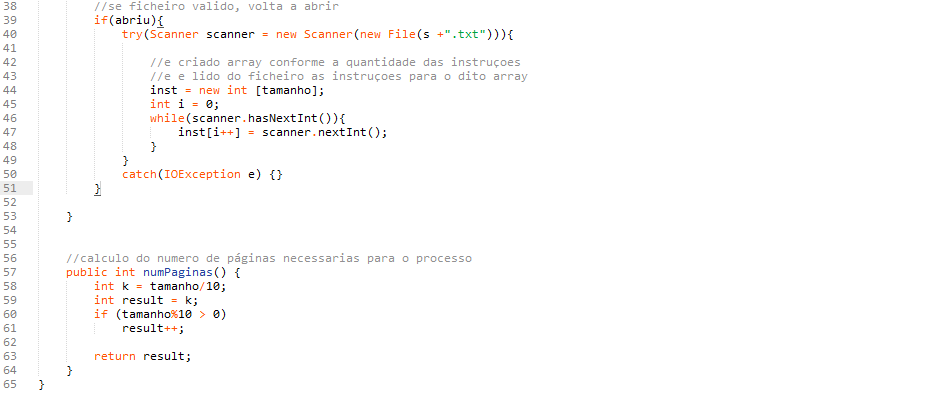 38 //se ficheiro valido, volta a abrir
39 if(abriu){
40 try(Scanner scanner = new Scanner(new File(s +".txt"))){
41
42 //e criado array conforme a quantidade das instruçoes
43 //e e lido do ficheiro as instruçoes para o dito array
44 inst = new int [tamanho];
45 int i = 0;
46 while(scanner.hasNextInt()){
47 inst[i++] = scanner.nextInt();
48 }
49 }
50 catch(IOException e) {}
51 }
52
53 }
54
55
56 //calculo do numero de páginas necessarias para o processo
57 public int numPaginas() {
58 int k = tamanho/10;
59 int result = k;
60 if (tamanho%10 > 0)
61 result++;
62
63 return result;
64 }
65 }